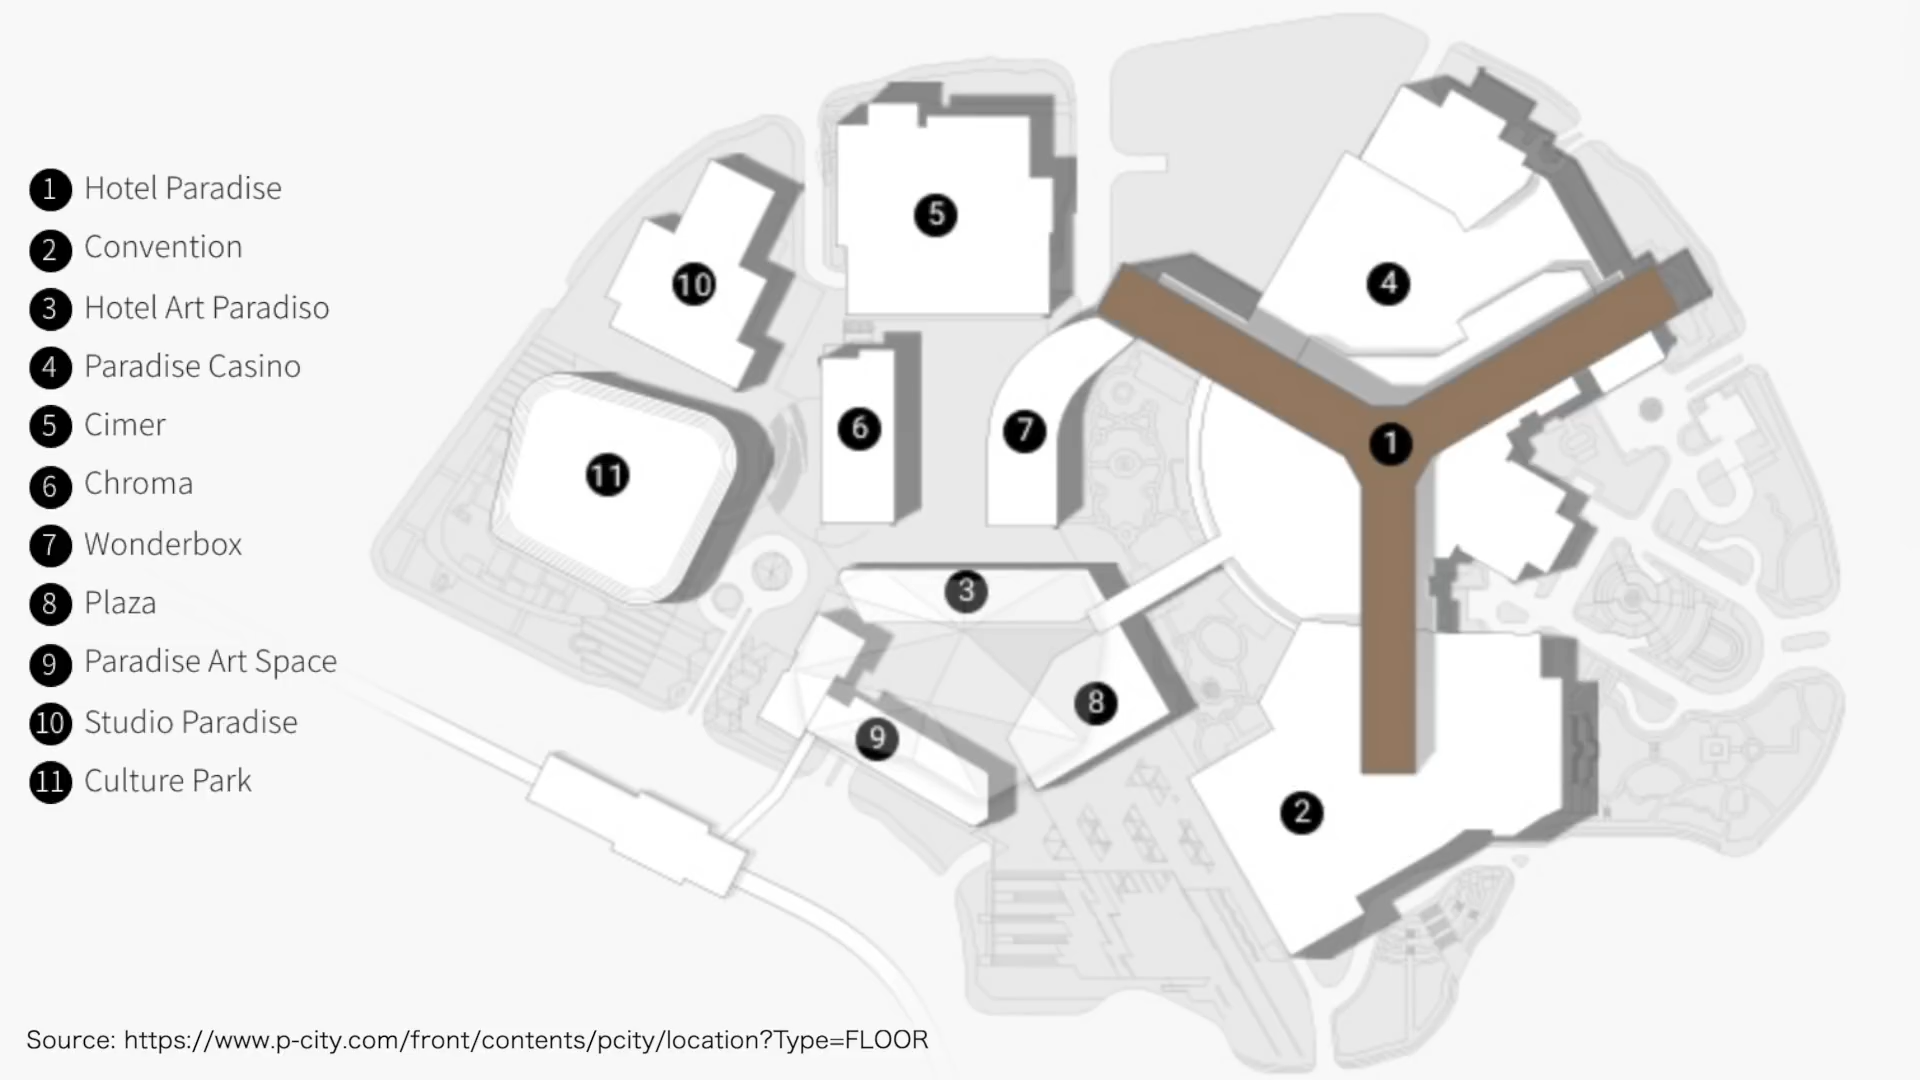 1 Hotel Paradise
2 Convention
3 Hotel Art Paradiso
4 Paradise Casino
5 Cimer
6 Chroma
7 Wonderbox
8 Plaza
9 Paradise Art Space
10 Studio Paradise
11 Culture Park
5
10
4
6
7
1
11
3
8
9
2
Source: https://www.p-city.com/front/contents/pcity/location?Type=FLOOR